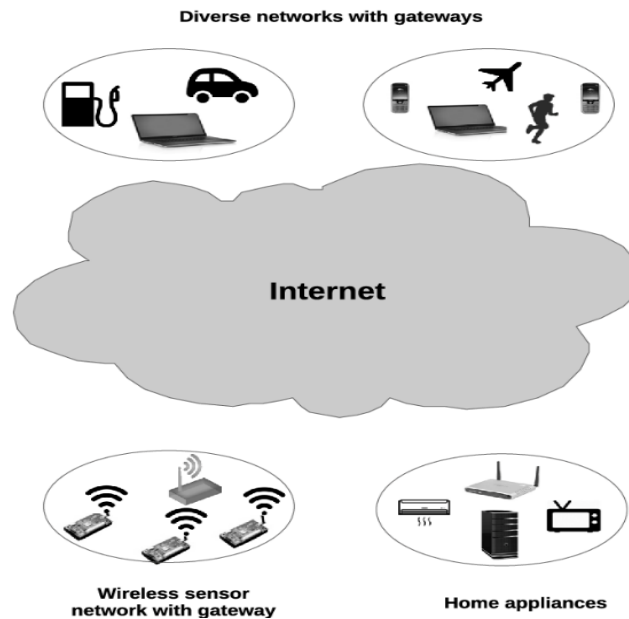 Diverse networks with gateways
Internet
Wireless sensor
network with gateway
Home appliances